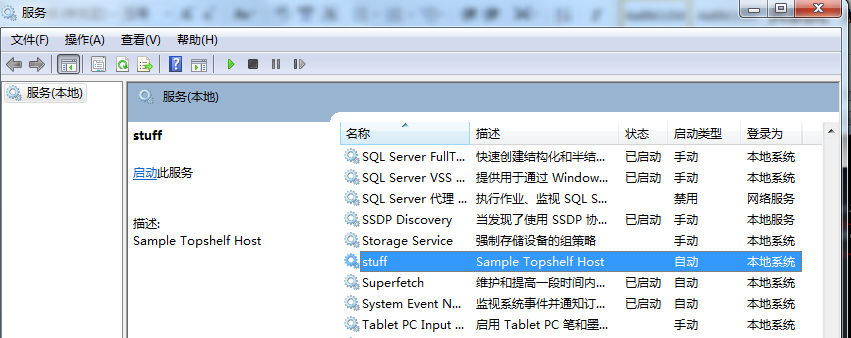 服务
文件(F) 操作(A) 查看(V) 帮助(H)
服务(本地)
服务(本地)
stuff
启动此服务
描述:
Sample Topshelf Host
名称 描述 状态 启动类型 登录为
SQL Server FullT... 快速创建结构化和半结... 已启动 手动 本地系统
SQL Server VSS ... 提供用于通过 Window... 已启动 手动 本地系统
SQL Server 代理 ... 执行作业、监视 SQL S... 禁用 网络服务
SSDP Discovery 当发现了使用 SSDP 协... 已启动 手动 本地服务
Storage Service 强制存储设备的组策略 手动 本地系统
stuff Sample Topshelf Host 自动 本地系统
Superfetch 维护和提高一段时间内... 已启动 自动 本地系统
System Event N... 监视系统事件并通知订... 已启动 自动 本地系统
Tablet PC Input ... 启用 Tablet PC 笔和墨... 手动 本地系统